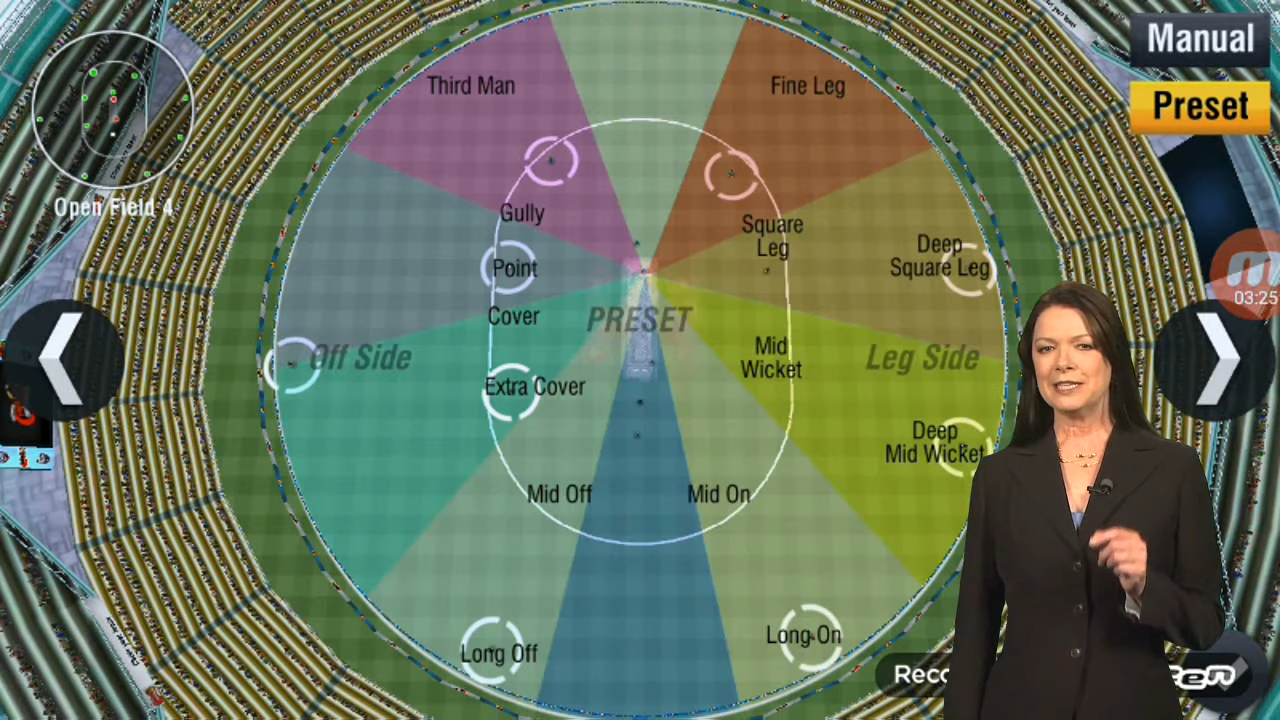 Manual
Preset
Open Field 4
03:25
Third Man
Fine Leg
Gully
Square
Leg
Point
Deep
Square Leg
Cover
PRESET
Off Side
Mid
Wicket
Leg Side
Extra Cover
Deep
Mid Wicket
Mid Off
Mid On
Long Off
Long On